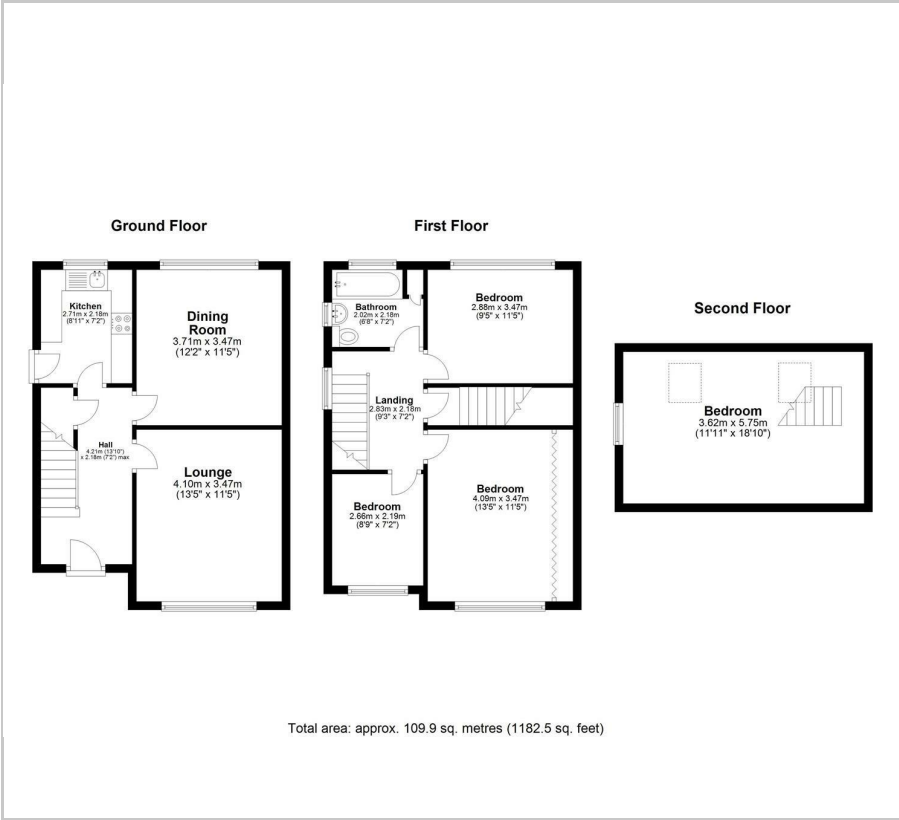 Ground Floor
Kitchen
2.71m x 2.18m
(8'11" x 7'2")
Dining
Room
3.71m x 3.47m
(12'2" x 11'5")
Hall
4.21m (13'10")
x 2.18m (7'2") max
Lounge
4.10m x 3.47m
(13'5" x 11'5")
First Floor
Bathroom
2.02m x 2.18m
(6'8" x 7'2")
Bedroom
2.88m x 3.47m
(9'5" x 11'5")
Landing
2.83m x 2.18m
(9'3" x 7'2")
Bedroom
2.66m x 2.19m
(8'9" x 7'2")
Bedroom
4.09m x 3.47m
(13'5" x 11'5")
Second Floor
Bedroom
3.62m x 5.75m
(11'11" x 18'10")
Total area: approx. 109.9 sq. metres (1182.5 sq. feet)